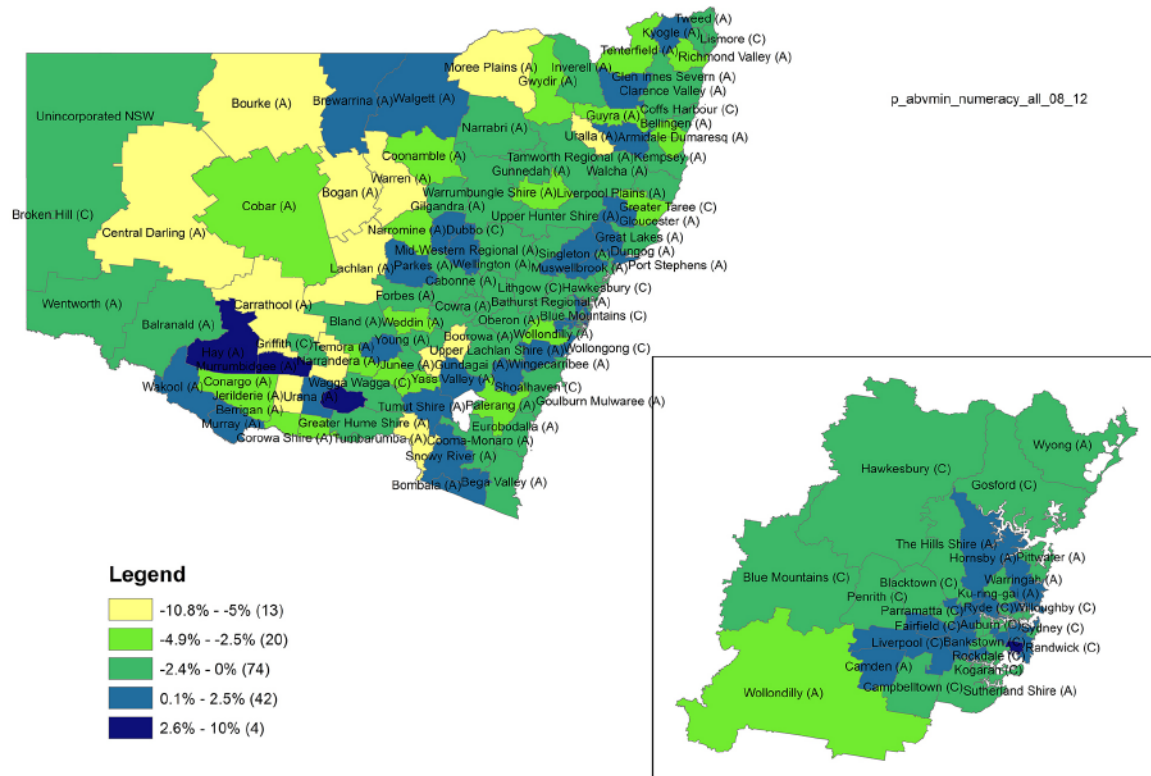 Tweed (A)
Kyogle (A)
Lismore (C)
Tenterfield (A)
Richmond Valley (A)
Moree Plains (A)
Inverell (A)
Gwydir (A)
Glen Innes Severn (A)
Clarence Valley (A)
p_abvmin_numeracy_all_08_12
Bourke (A)
Brewarrina (A)
Walgett (A)
Unincorporated NSW
Coffs Harbour (C)
Guyra (A)
Bellingen (A)
Narrabri (A)
Uralla (A)
Armidale Dumaresq (A)
Coonamble (A)
Tamworth Regional (A)
Kempsey (A)
Gunnedah (A)
Walcha (A)
Warren (A)
Bogan (A)
Warrumbungle Shire (A)
Liverpool Plains (A)
Cobar (A)
Gilgandra (A)
Greater Taree (C)
Broken Hill (C)
Upper Hunter Shire (A)
Gloucester (A)
Central Darling (A)
Narromine (A)
Dubbo (C)
Great Lakes (A)
Mid-Western Regional (A)
Singleton (A)
Dungog (A)
Lachlan (A)
Parkes (A)
Wellington (A)
Muswellbrook (A)
Port Stephens (A)
Cabonne (A)
Lithgow (C)
Hawkesbury (C)
Wentworth (A)
Carrathool (A)
Forbes (A)
Cowra (A)
Bathurst Regional (A)
Balranald (A)
Bland (A)
Weddin (A)
Oberon (A)
Blue Mountains (C)
Griffith (C)
Temora (A)
Young (A)
Boorowa (A)
Wollondilly (A)
Hay (A)
Upper Lachlan Shire (A)
Wollongong (C)
Murrumbidgee (A)
Narrandera (A)
Junee (A)
Gundagai (A)
Wingecarribee (A)
Wakool (A)
Conargo (A)
Wagga Wagga (C)
Yass Valley (A)
Shoalhaven (C)
Jerilderie (A)
Urana (A)
Tumut Shire (A)
Palerang (A)
Goulburn Mulwaree (A)
Berrigan (A)
Murray (A)
Greater Hume Shire (A)
Eurobodalla (A)
Corowa Shire (A)
Tumbarumba (A)
Cooma-Monaro (A)
Snowy River (A)
Bombala (A)
Bega Valley (A)
Wyong (A)
Hawkesbury (C)
Gosford (C)
The Hills Shire (A)
Hornsby (A)
Pittwater (A)
Blue Mountains (C)
Blacktown (C)
Warringah (A)
Penrith (C)
Ku-ring-gai (A)
Parramatta (C)
Ryde (C)
Willoughby (C)
Fairfield (C)
Auburn (C)
Sydney (C)
Liverpool (C)
Bankstown (C)
Randwick (C)
Rockdale (C)
Camden (A)
Kogarah (C)
Wollondilly (A)
Campbelltown (C)
Sutherland Shire (A)
Legend
-10.8% - -5% (13)
-4.9% - -2.5% (20)
-2.4% - 0% (74)
0.1% - 2.5% (42)
2.6% - 10% (4)